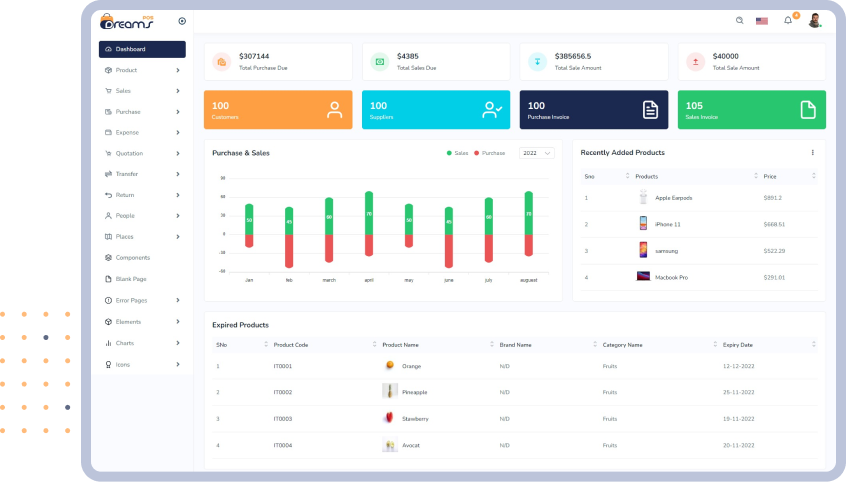 Dreams POS
Dashboard
Product
Sales
Purchase
Expense
Quotation
Transfer
Return
People
Places
Components
Blank Page
Error Pages
Elements
Charts
Icons
$307144
Total Purchase Due
$4385
Total Sales Due
$385656.5
Total Sale Amount
$40000
Total Sale Amount
100
Customers
100
Suppliers
100
Purchase Invoice
105
Sales Invoice
Purchase & Sales
Sales Purchase 2022
90
60
30
0
-30
-60
50 45 60 70 50 45 60 70
Jan feb march april may june july auguast
Recently Added Products
Sno Products Price
1 Apple Earpods $891.2
2 iPhone 11 $668.51
3 samsung $522.29
4 Macbook Pro $291.01
Expired Products
SNo Product Code Product Name Brand Name Category Name Expiry Date
1 IT0001 Orange N/D Fruits 12-12-2022
2 IT0002 Pineapple N/D Fruits 25-11-2022
3 IT0003 Stawberry N/D Fruits 19-11-2022
4 IT0004 Avocat N/D Fruits 20-11-2022